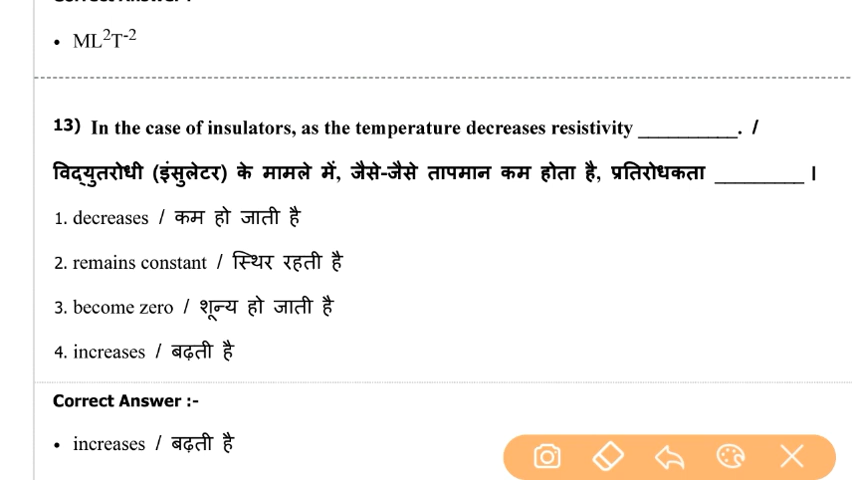 • ML²T⁻²
13) In the case of insulators, as the temperature decreases resistivity __________. /
विद्युतरोधी (इंसुलेटर) के मामले में, जैसे-जैसे तापमान कम होता है, प्रतिरोधकता _________ ।
1. decreases / कम हो जाती है
2. remains constant / स्थिर रहती है
3. become zero / शून्य हो जाती है
4. increases / बढ़ती है
Correct Answer :-
• increases / बढ़ती है